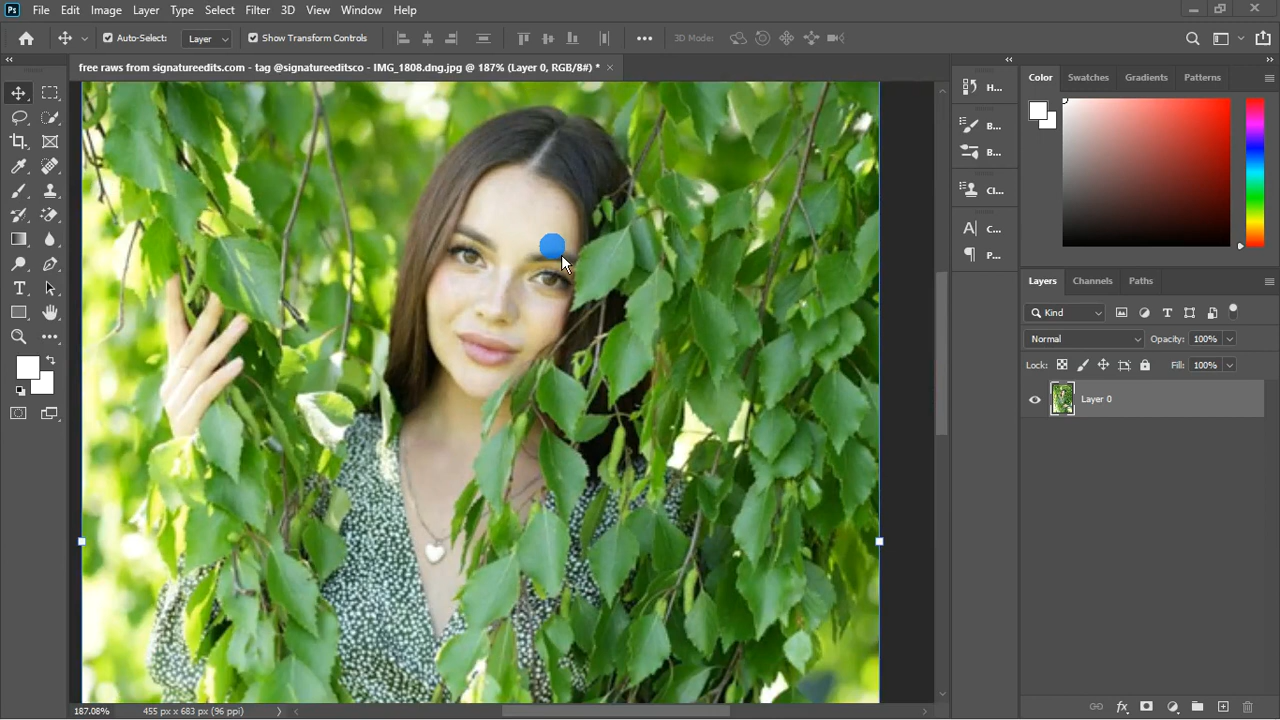 Ps File Edit Image Layer Type Select Filter 3D View Window Help
Auto-Select: Layer Show Transform Controls 3D Mode:
free raws from signatureedits.com - tag @signatureeditsco - IMG_1808.dng.jpg @ 187% (Layer 0, RGB/8#) *
H...
B...
B...
Cl...
C...
P...
Color Swatches Gradients Patterns
Layers Channels Paths
Kind
Normal Opacity: 100%
Lock: Fill: 100%
Layer 0
187.08% 455 px x 683 px (96 ppi)